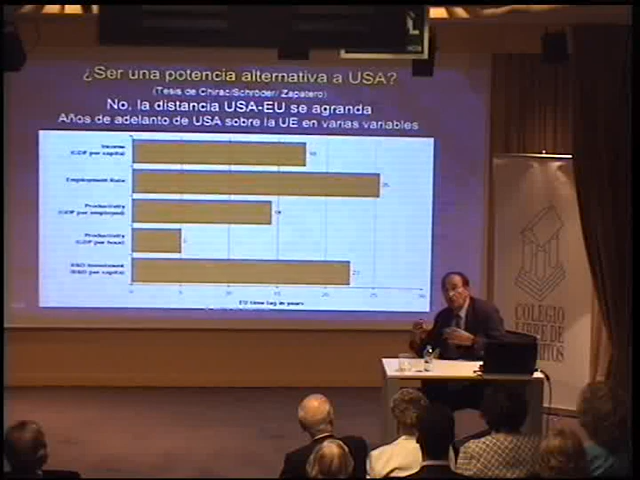 ¿Ser una potencia alternativa a USA?
(Tesis de Chirac/Schröder/ Zapatero)
No, la distancia USA-EU se agranda
Años de adelanto de USA sobre la UE en varias variables
Income
(GDP per capita)
Employment Rate
Productivity
(GDP per employed)
Productivity
(GDP per hour)
R&D Investment
(R&D per capita)
EU time lag in years
COLEGIO
LIBRE DE